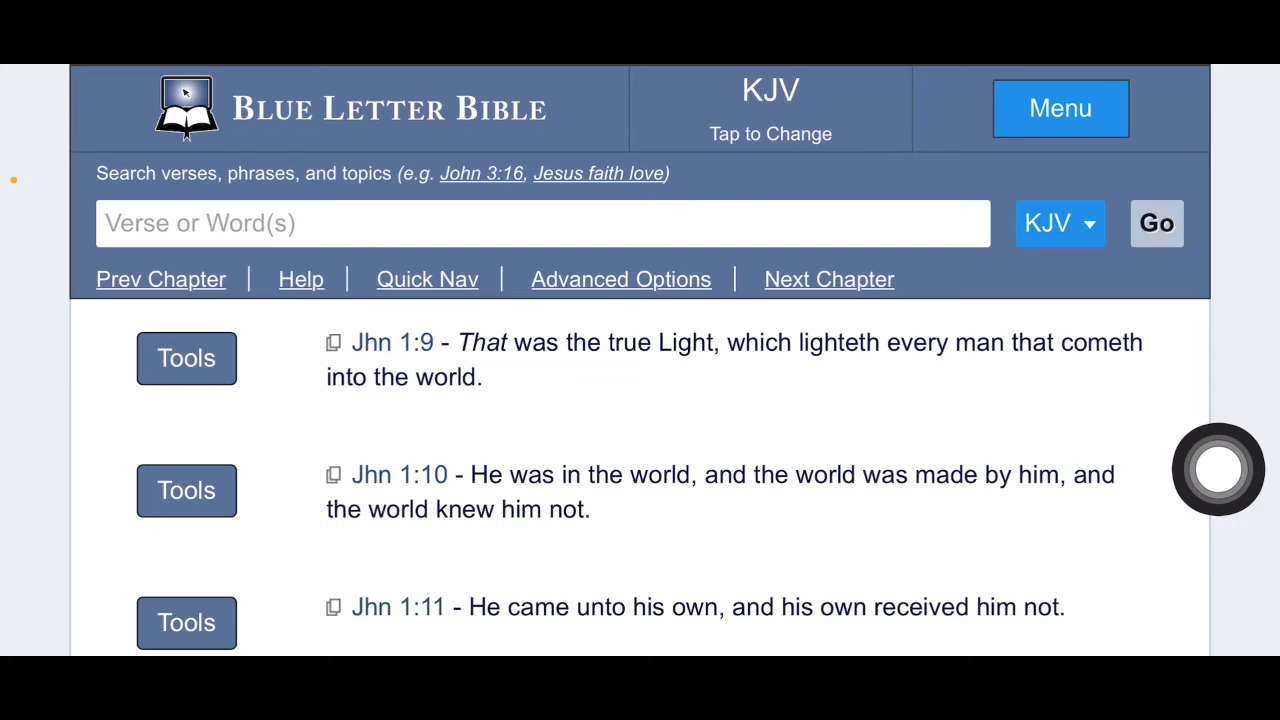 BLUE LETTER BIBLE
KJV
Tap to Change
Menu
Search verses, phrases, and topics (e.g. John 3:16, Jesus faith love)
Verse or Word(s)
KJV
Go
Prev Chapter | Help | Quick Nav | Advanced Options | Next Chapter
Tools
Jhn 1:9 - That was the true Light, which lighteth every man that cometh
into the world.
Tools
Jhn 1:10 - He was in the world, and the world was made by him, and
the world knew him not.
Tools
Jhn 1:11 - He came unto his own, and his own received him not.